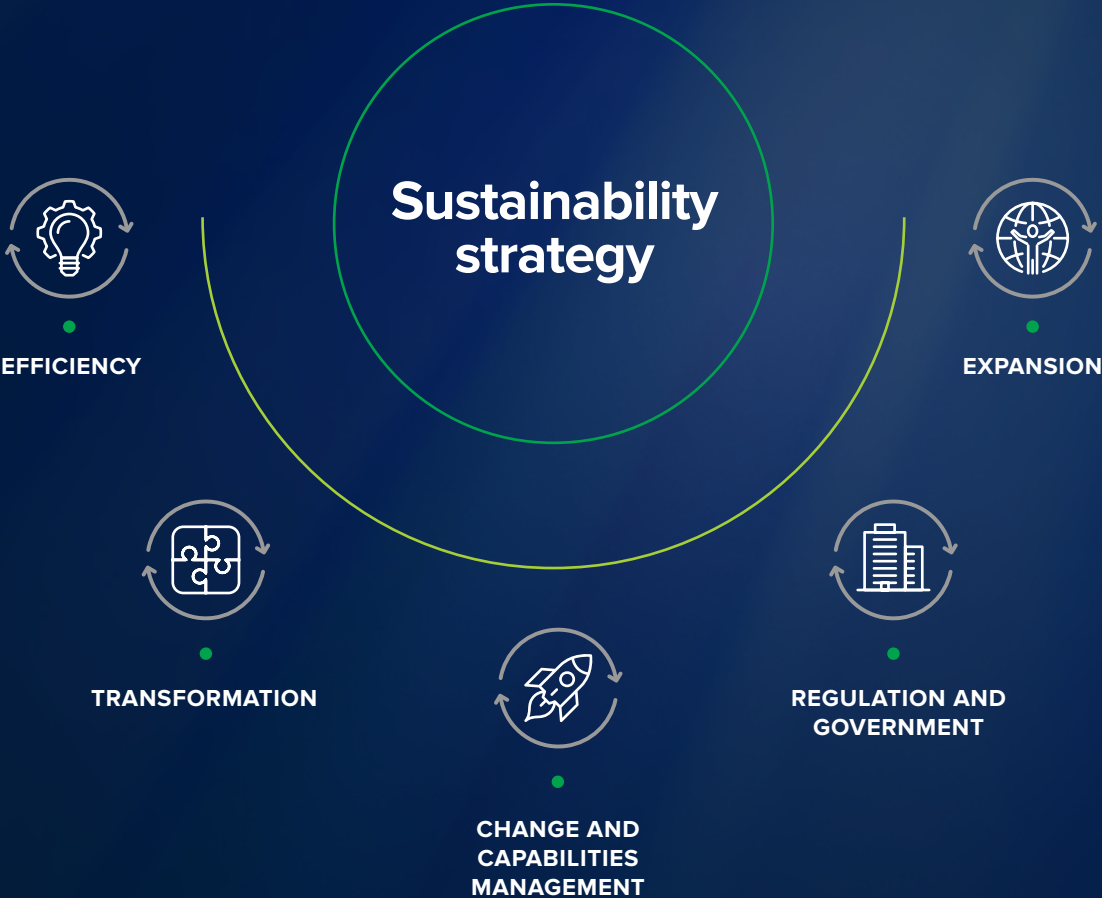 Sustainability
strategy
EFFICIENCY
EXPANSION
TRANSFORMATION
REGULATION AND
GOVERNMENT
CHANGE AND
CAPABILITIES
MANAGEMENT